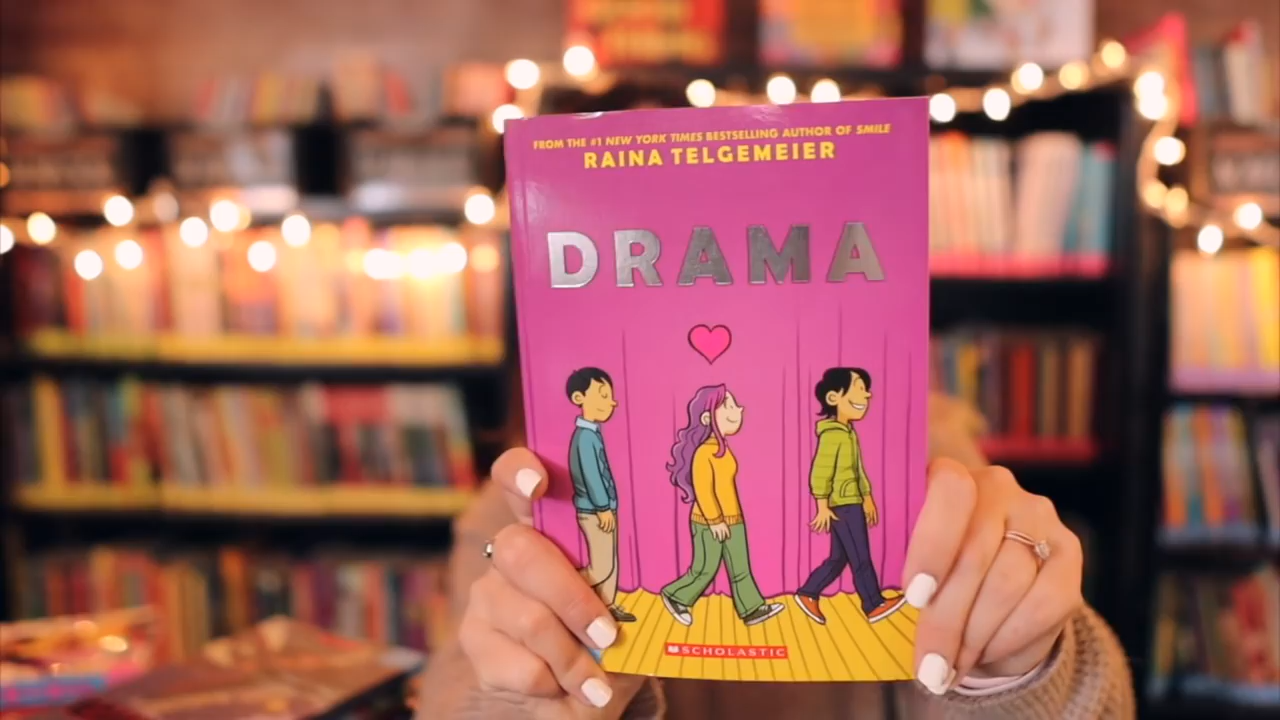 FROM THE #1 NEW YORK TIMES BESTSELLING AUTHOR OF SMILE
RAINA TELGEMEIER
DRAMA
SCHOLASTIC